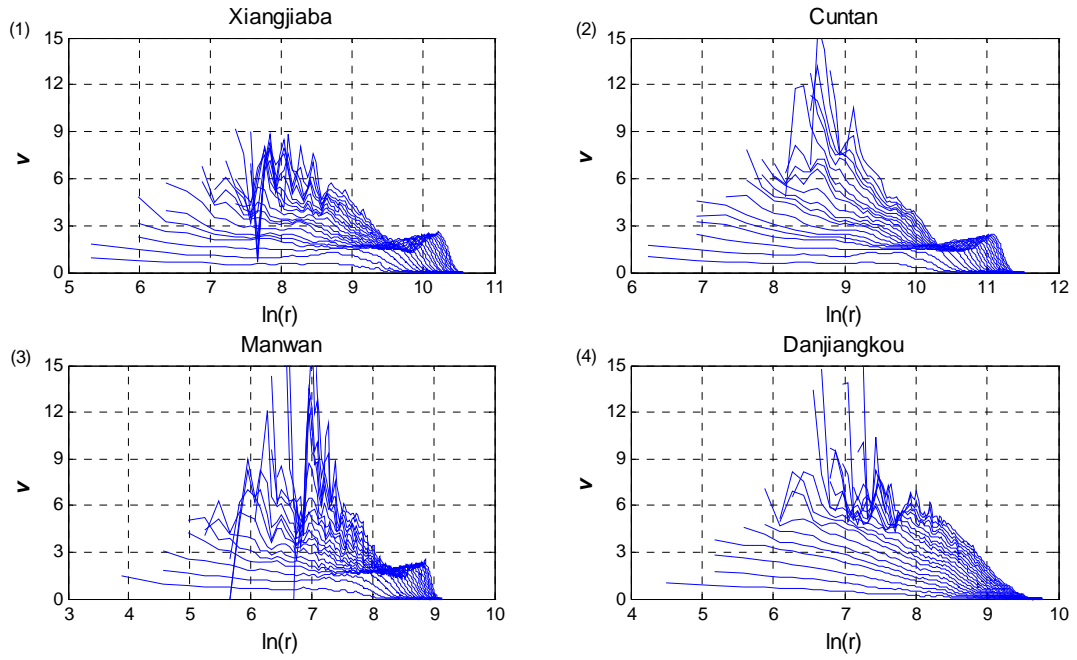 Xiangjiaba
(1)
15
12
9
6
3
0
v
5 6 7 8 9 10 11
ln(r)
Cuntan
(2)
15
12
9
6
3
0
v
6 7 8 9 10 11 12
ln(r)
Manwan
(3)
15
12
9
6
3
0
v
3 4 5 6 7 8 9 10
ln(r)
Danjiangkou
(4)
15
12
9
6
3
0
v
4 5 6 7 8 9 10
ln(r)